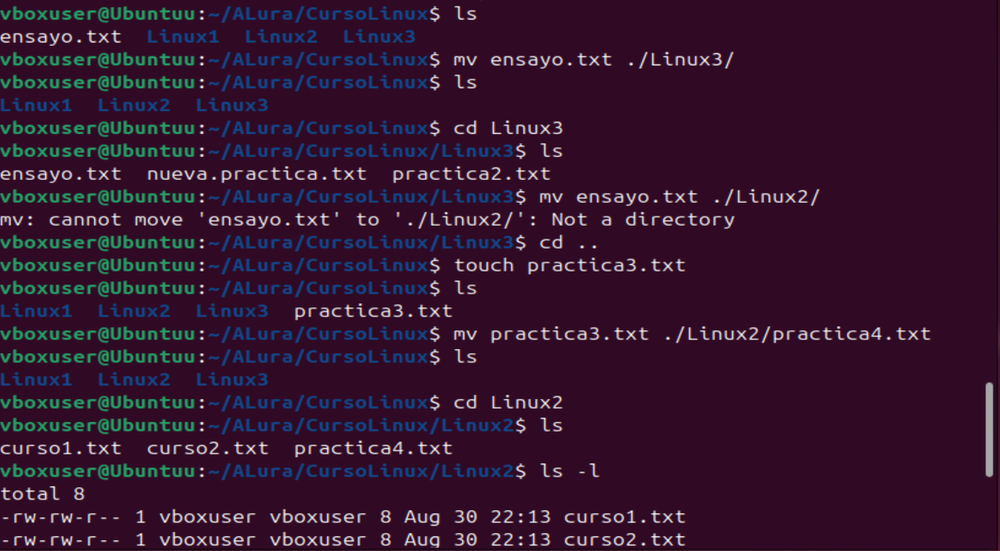 vboxuser@Ubuntuu:~/ALura/CursoLinux$ ls
ensayo.txt  Linux1  Linux2  Linux3
vboxuser@Ubuntuu:~/ALura/CursoLinux$ mv ensayo.txt ./Linux3/
vboxuser@Ubuntuu:~/ALura/CursoLinux$ ls
Linux1  Linux2  Linux3
vboxuser@Ubuntuu:~/ALura/CursoLinux$ cd Linux3
vboxuser@Ubuntuu:~/ALura/CursoLinux/Linux3$ ls
ensayo.txt  nueva.practica.txt  practica2.txt
vboxuser@Ubuntuu:~/ALura/CursoLinux/Linux3$ mv ensayo.txt ./Linux2/
mv: cannot move 'ensayo.txt' to './Linux2/': Not a directory
vboxuser@Ubuntuu:~/ALura/CursoLinux/Linux3$ cd ..
vboxuser@Ubuntuu:~/ALura/CursoLinux$ touch practica3.txt
vboxuser@Ubuntuu:~/ALura/CursoLinux$ ls
Linux1  Linux2  Linux3  practica3.txt
vboxuser@Ubuntuu:~/ALura/CursoLinux$ mv practica3.txt ./Linux2/practica4.txt
vboxuser@Ubuntuu:~/ALura/CursoLinux$ ls
Linux1  Linux2  Linux3
vboxuser@Ubuntuu:~/ALura/CursoLinux$ cd Linux2
vboxuser@Ubuntuu:~/ALura/CursoLinux/Linux2$ ls
curso1.txt  curso2.txt  practica4.txt
vboxuser@Ubuntuu:~/ALura/CursoLinux/Linux2$ ls -l
total 8
-rw-rw-r-- 1 vboxuser vboxuser 8 Aug 30 22:13 curso1.txt
-rw-rw-r-- 1 vboxuser vboxuser 8 Aug 30 22:13 curso2.txt